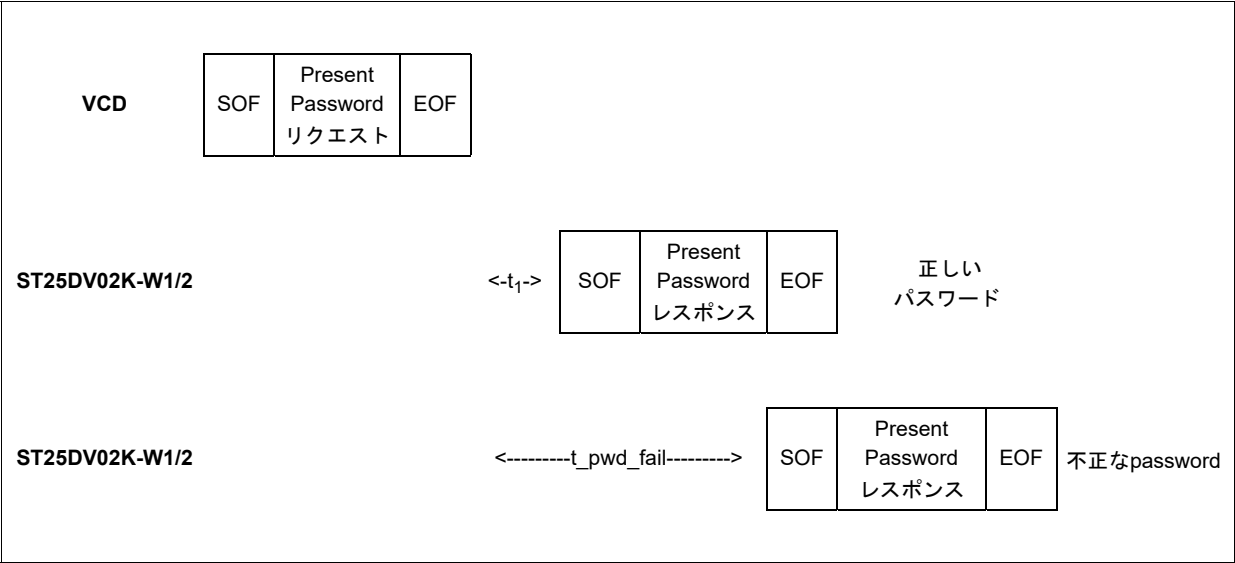 VCD
SOF
Present
Password
リクエスト
EOF
ST25DV02K-W1/2
<-t1->
SOF
Present
Password
レスポンス
EOF
正しい
パスワード
ST25DV02K-W1/2
<---------t_pwd_fail--------->
SOF
Present
Password
レスポンス
EOF
不正なpassword